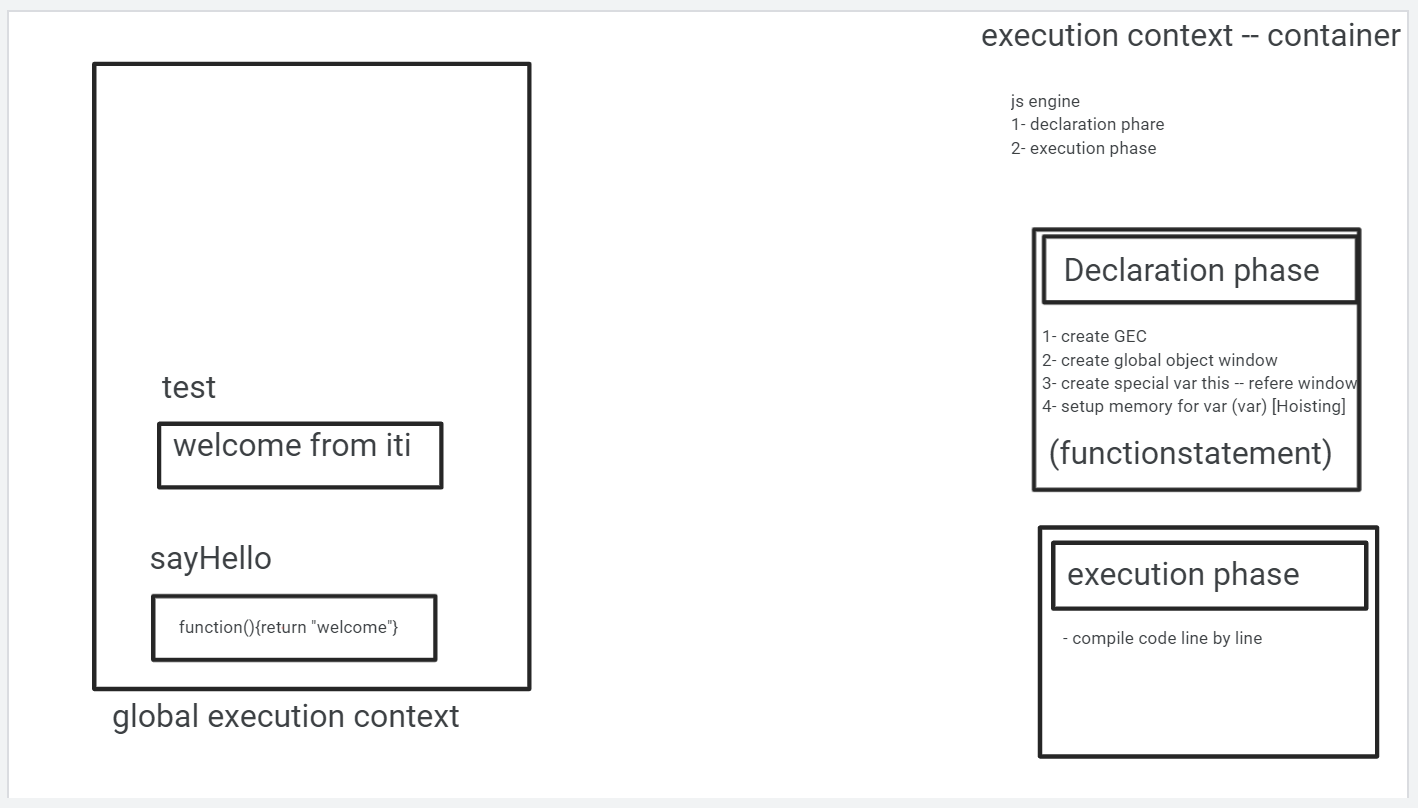 execution context -- container
js engine
1- declaration phare
2- execution phase
Declaration phase
1- create GEC
2- create global object window
3- create special var this -- refere window
4- setup memory for var (var) [Hoisting]
(functionstatement)
execution phase
- compile code line by line
test
welcome from iti
sayHello
function(){return "welcome"}
global execution context